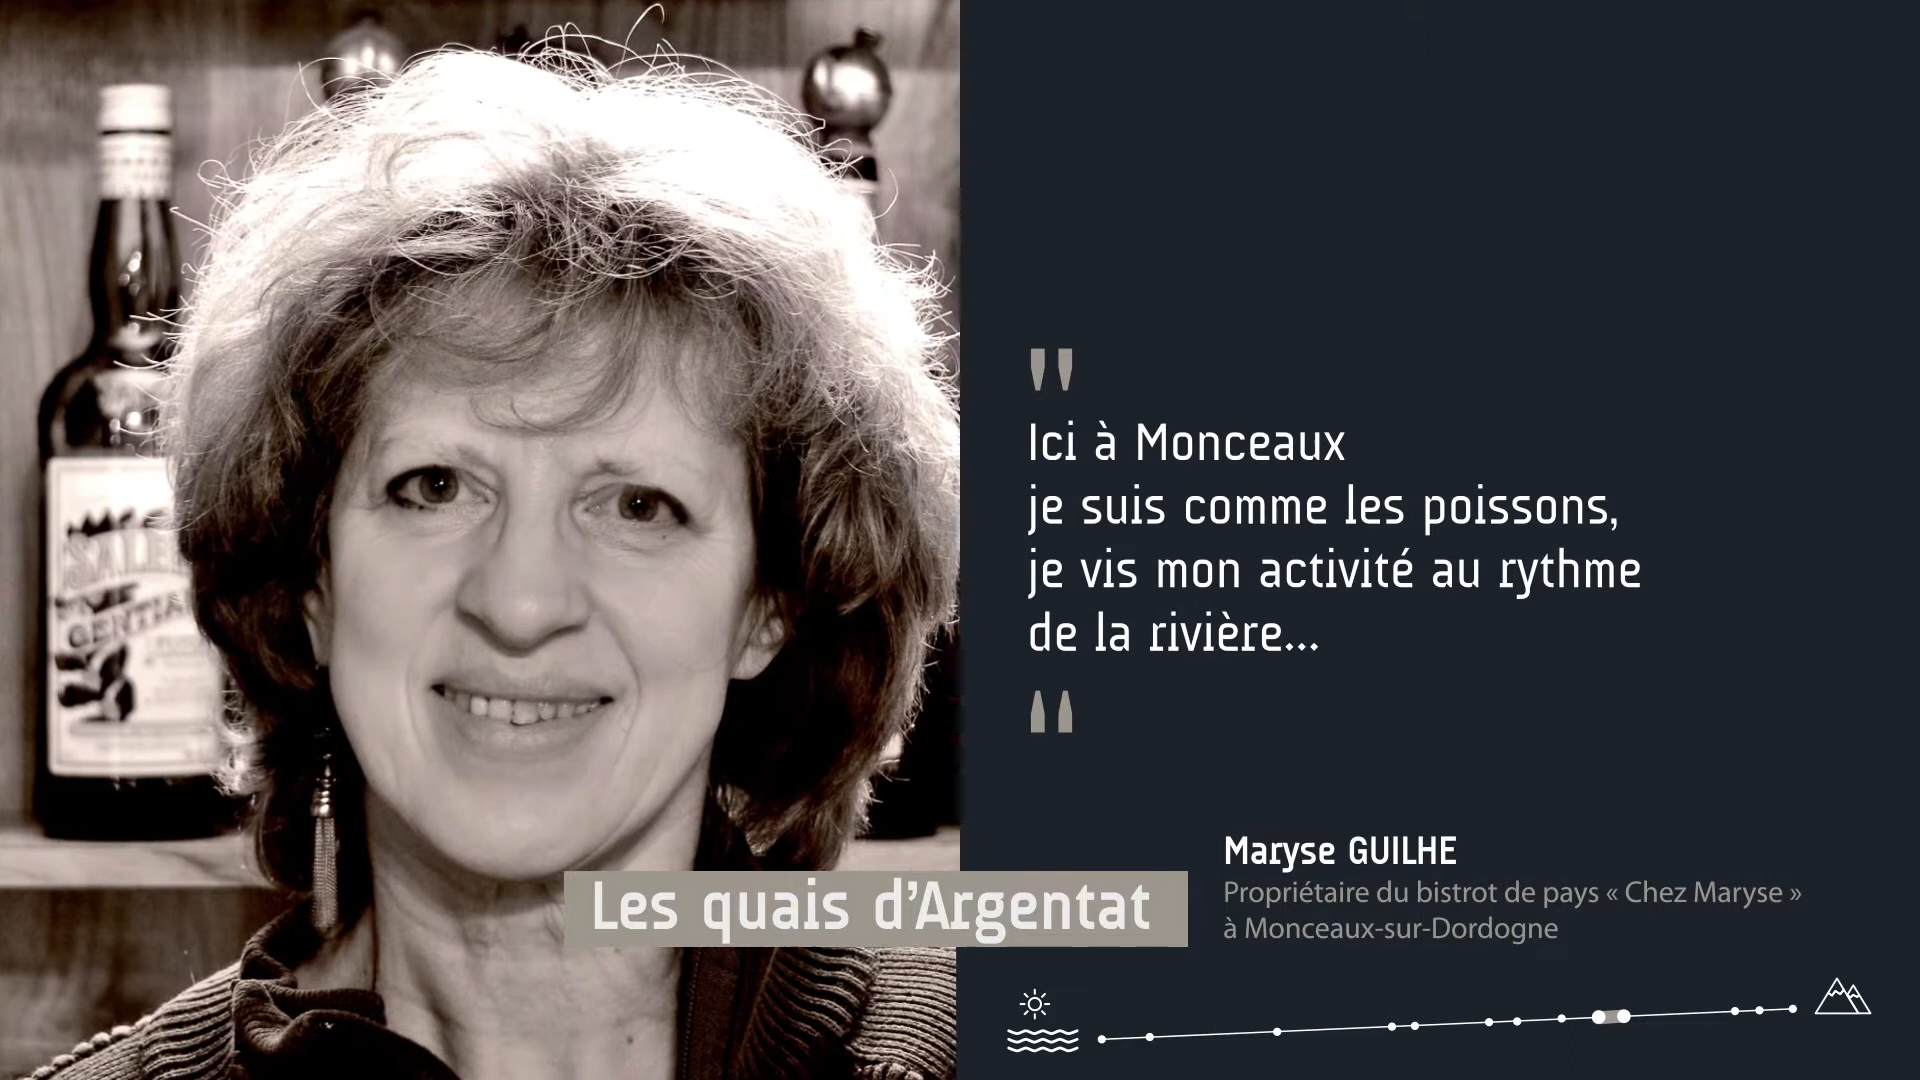 "
Ici à Monceaux
je suis comme les poissons,
je vis mon activité au rythme
de la rivière...
"
Maryse GUILHE
Propriétaire du bistrot de pays « Chez Maryse »
à Monceaux-sur-Dordogne
Les quais d'Argentat